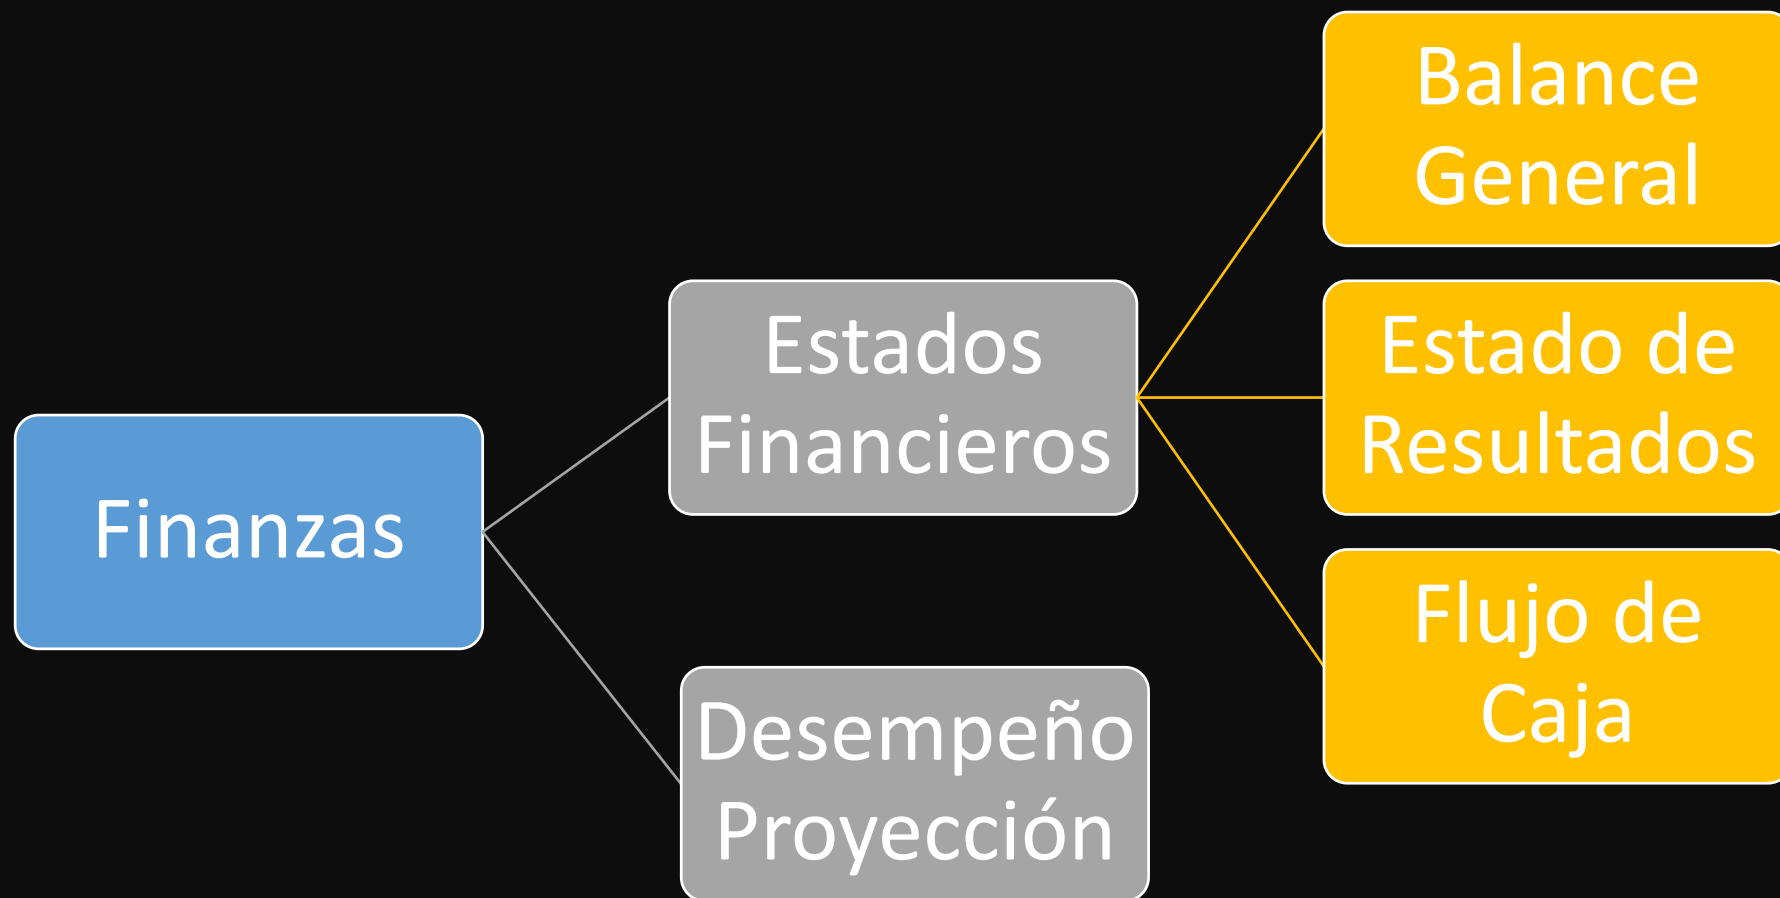 Finanzas
Estados
Financieros
Desempeño
Proyección
Balance
General
Estado de
Resultados
Flujo de
Caja